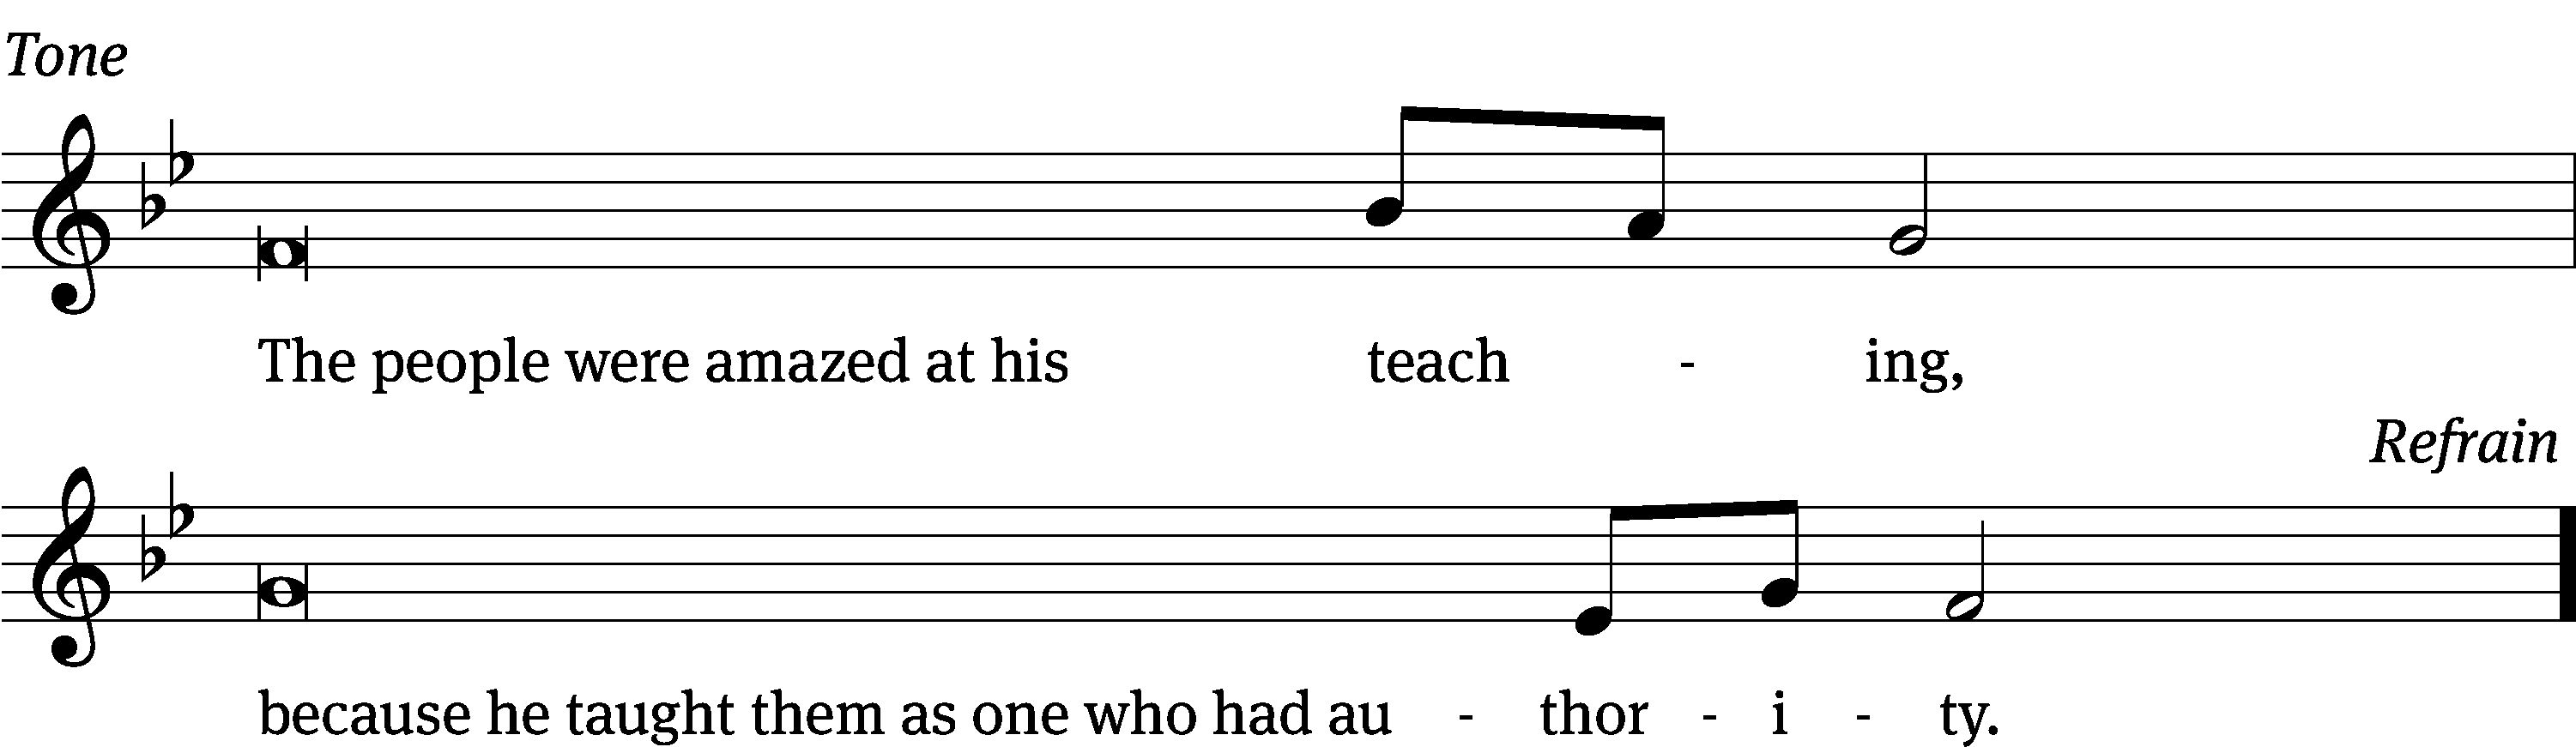 Tone
The people were amazed at his teach - ing,
Refrain
because he taught them as one who had au - thor - i - ty.